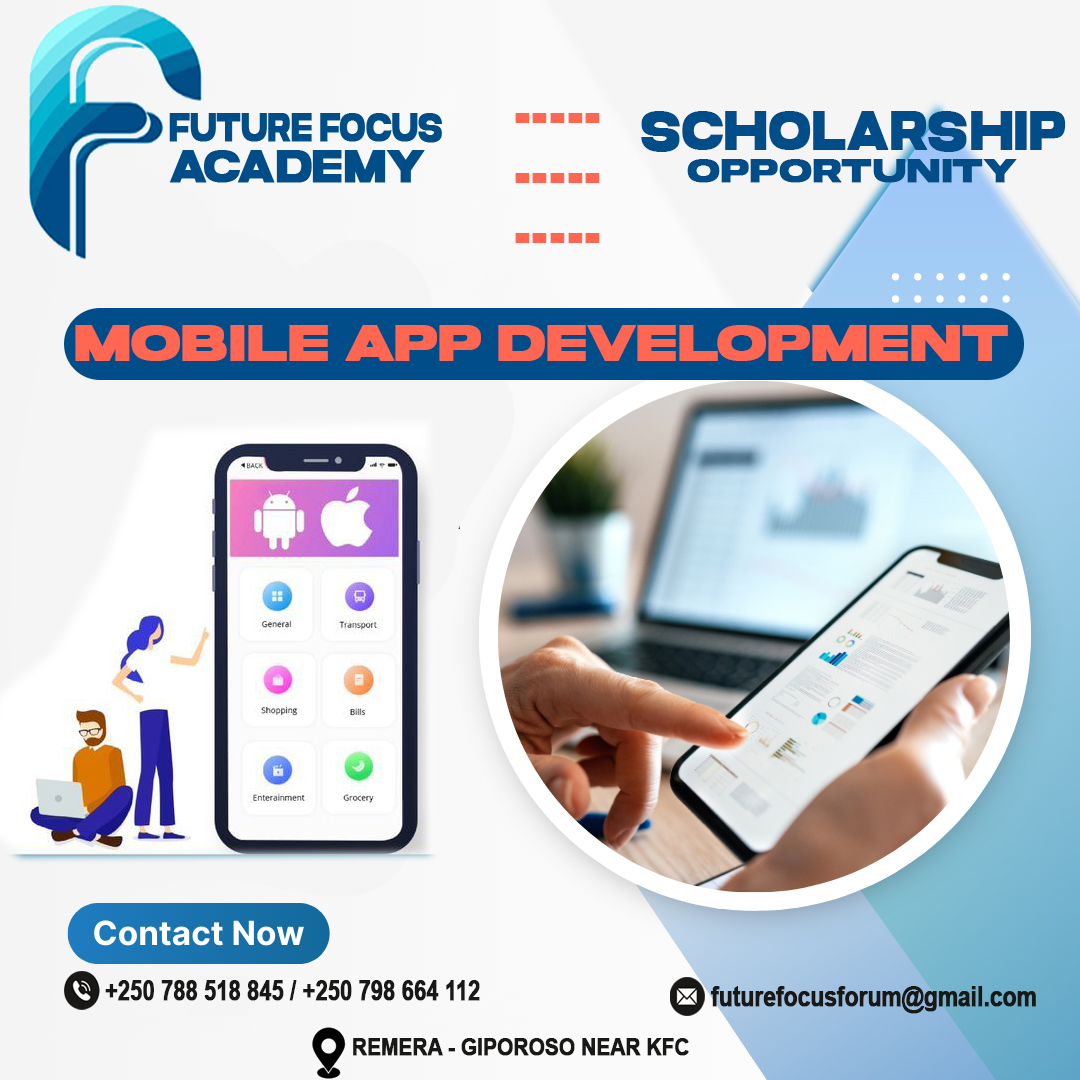 FUTURE FOCUS
ACADEMY
SCHOLARSHIP
OPPORTUNITY
MOBILE APP DEVELOPMENT
BACK
General
Transport
Shopping
Bills
Enterainment
Grocery
Contact Now
+250 788 518 845 / +250 798 664 112
futurefocusforum@gmail.com
REMERA - GIPOROSO NEAR KFC